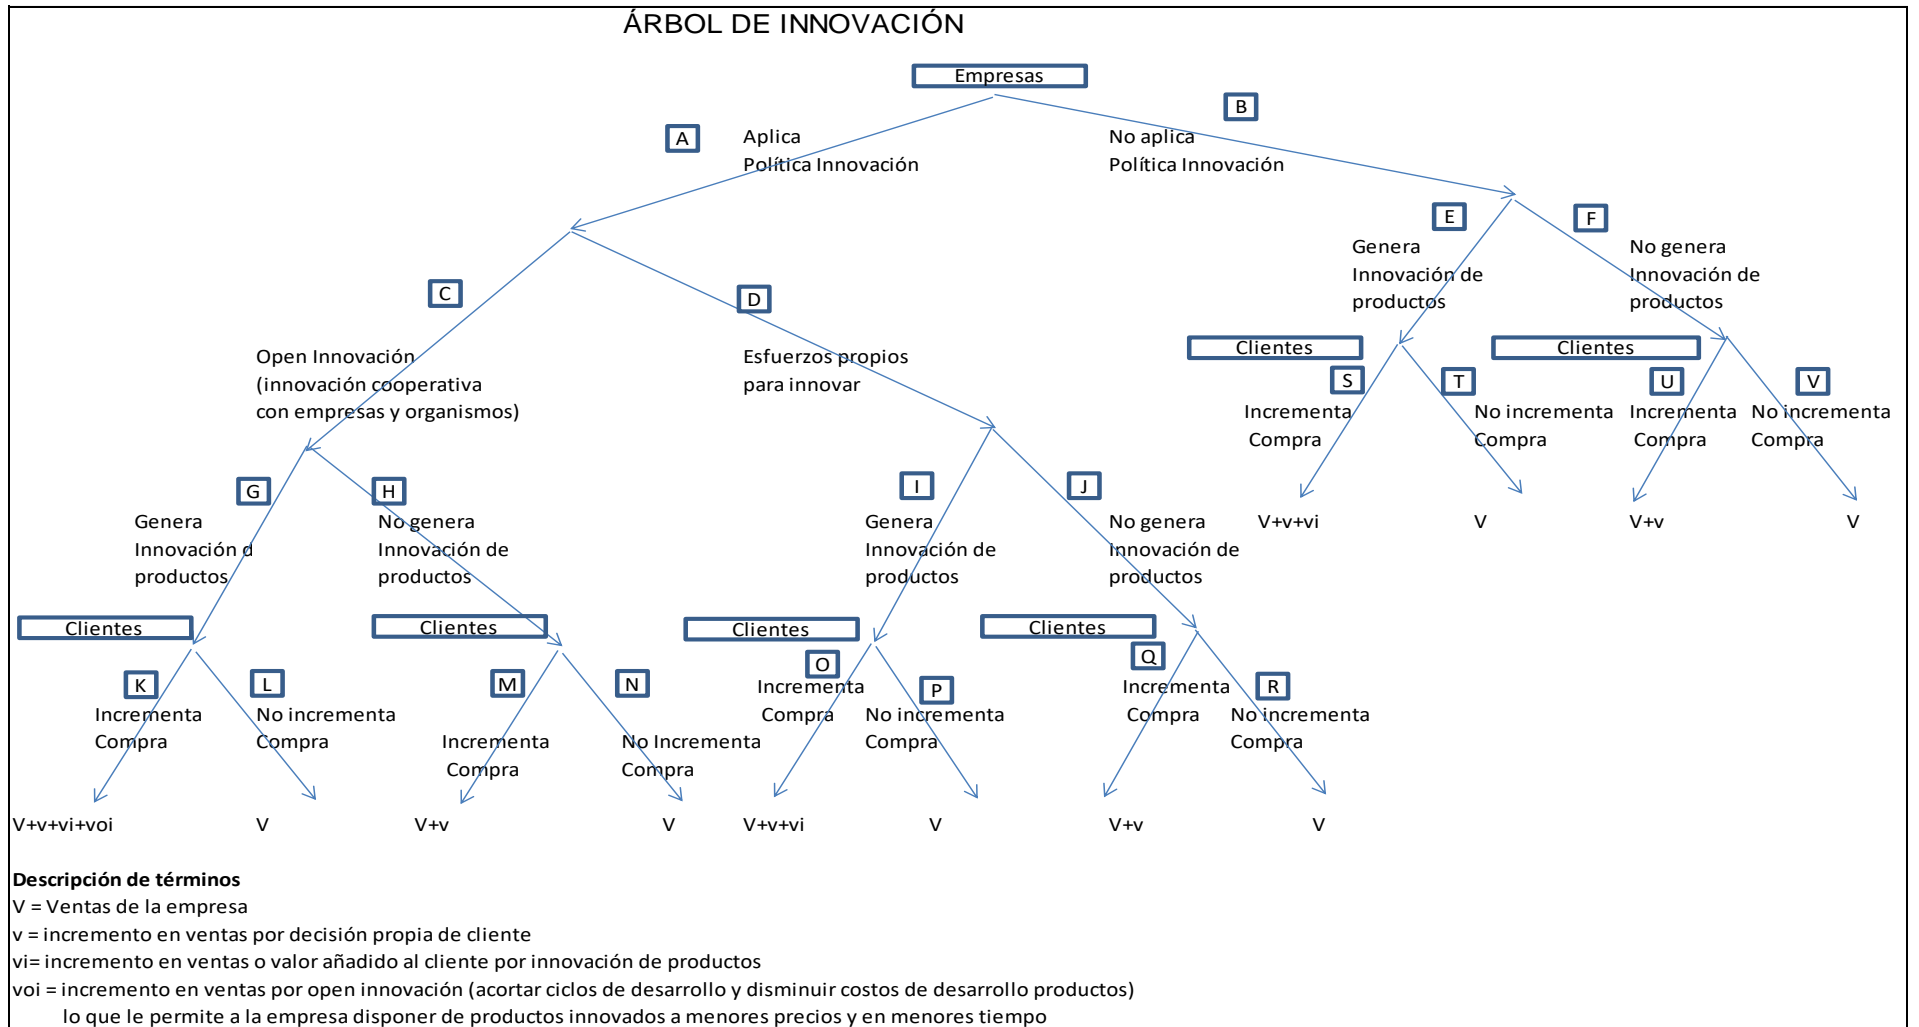 ÁRBOL DE INNOVACIÓN
Empresas
B
A
Aplica
Política Innovación
No aplica
Política Innovación
E
F
Genera
Innovación de
productos
No genera
Innovación de
productos
C
D
Open Innovación
(innovación cooperativa
con empresas y organismos)
Esfuerzos propios
para innovar
Clientes
Clientes
S
T
U
V
Incrementa
Compra
No incrementa
Compra
Incrementa
Compra
No incrementa
Compra
V+v+vi
V
V+v
V
G
H
I
J
Genera
Innovación d
productos
No genera
Innovación de
productos
Genera
Innovación de
productos
No genera
Innovación de
productos
Clientes
Clientes
Clientes
Clientes
K
L
M
N
O
P
Q
R
Incrementa
Compra
No incrementa
Compra
Incrementa
Compra
No Incrementa
Compra
Incrementa
Compra
No incrementa
Compra
Incrementa
Compra
No incrementa
Compra
V+v+vi+voi
V
V+v
V
V+v+vi
V
V+v
V
Descripción de términos
V = Ventas de la empresa
v = incremento en ventas por decisión propia de cliente
vi= incremento en ventas o valor añadido al cliente por innovación de productos
voi = incremento en ventas por open innovación (acortar ciclos de desarrollo y disminuir costos de desarrollo productos)
lo que le permite a la empresa disponer de productos innovados a menores precios y en menores tiempo